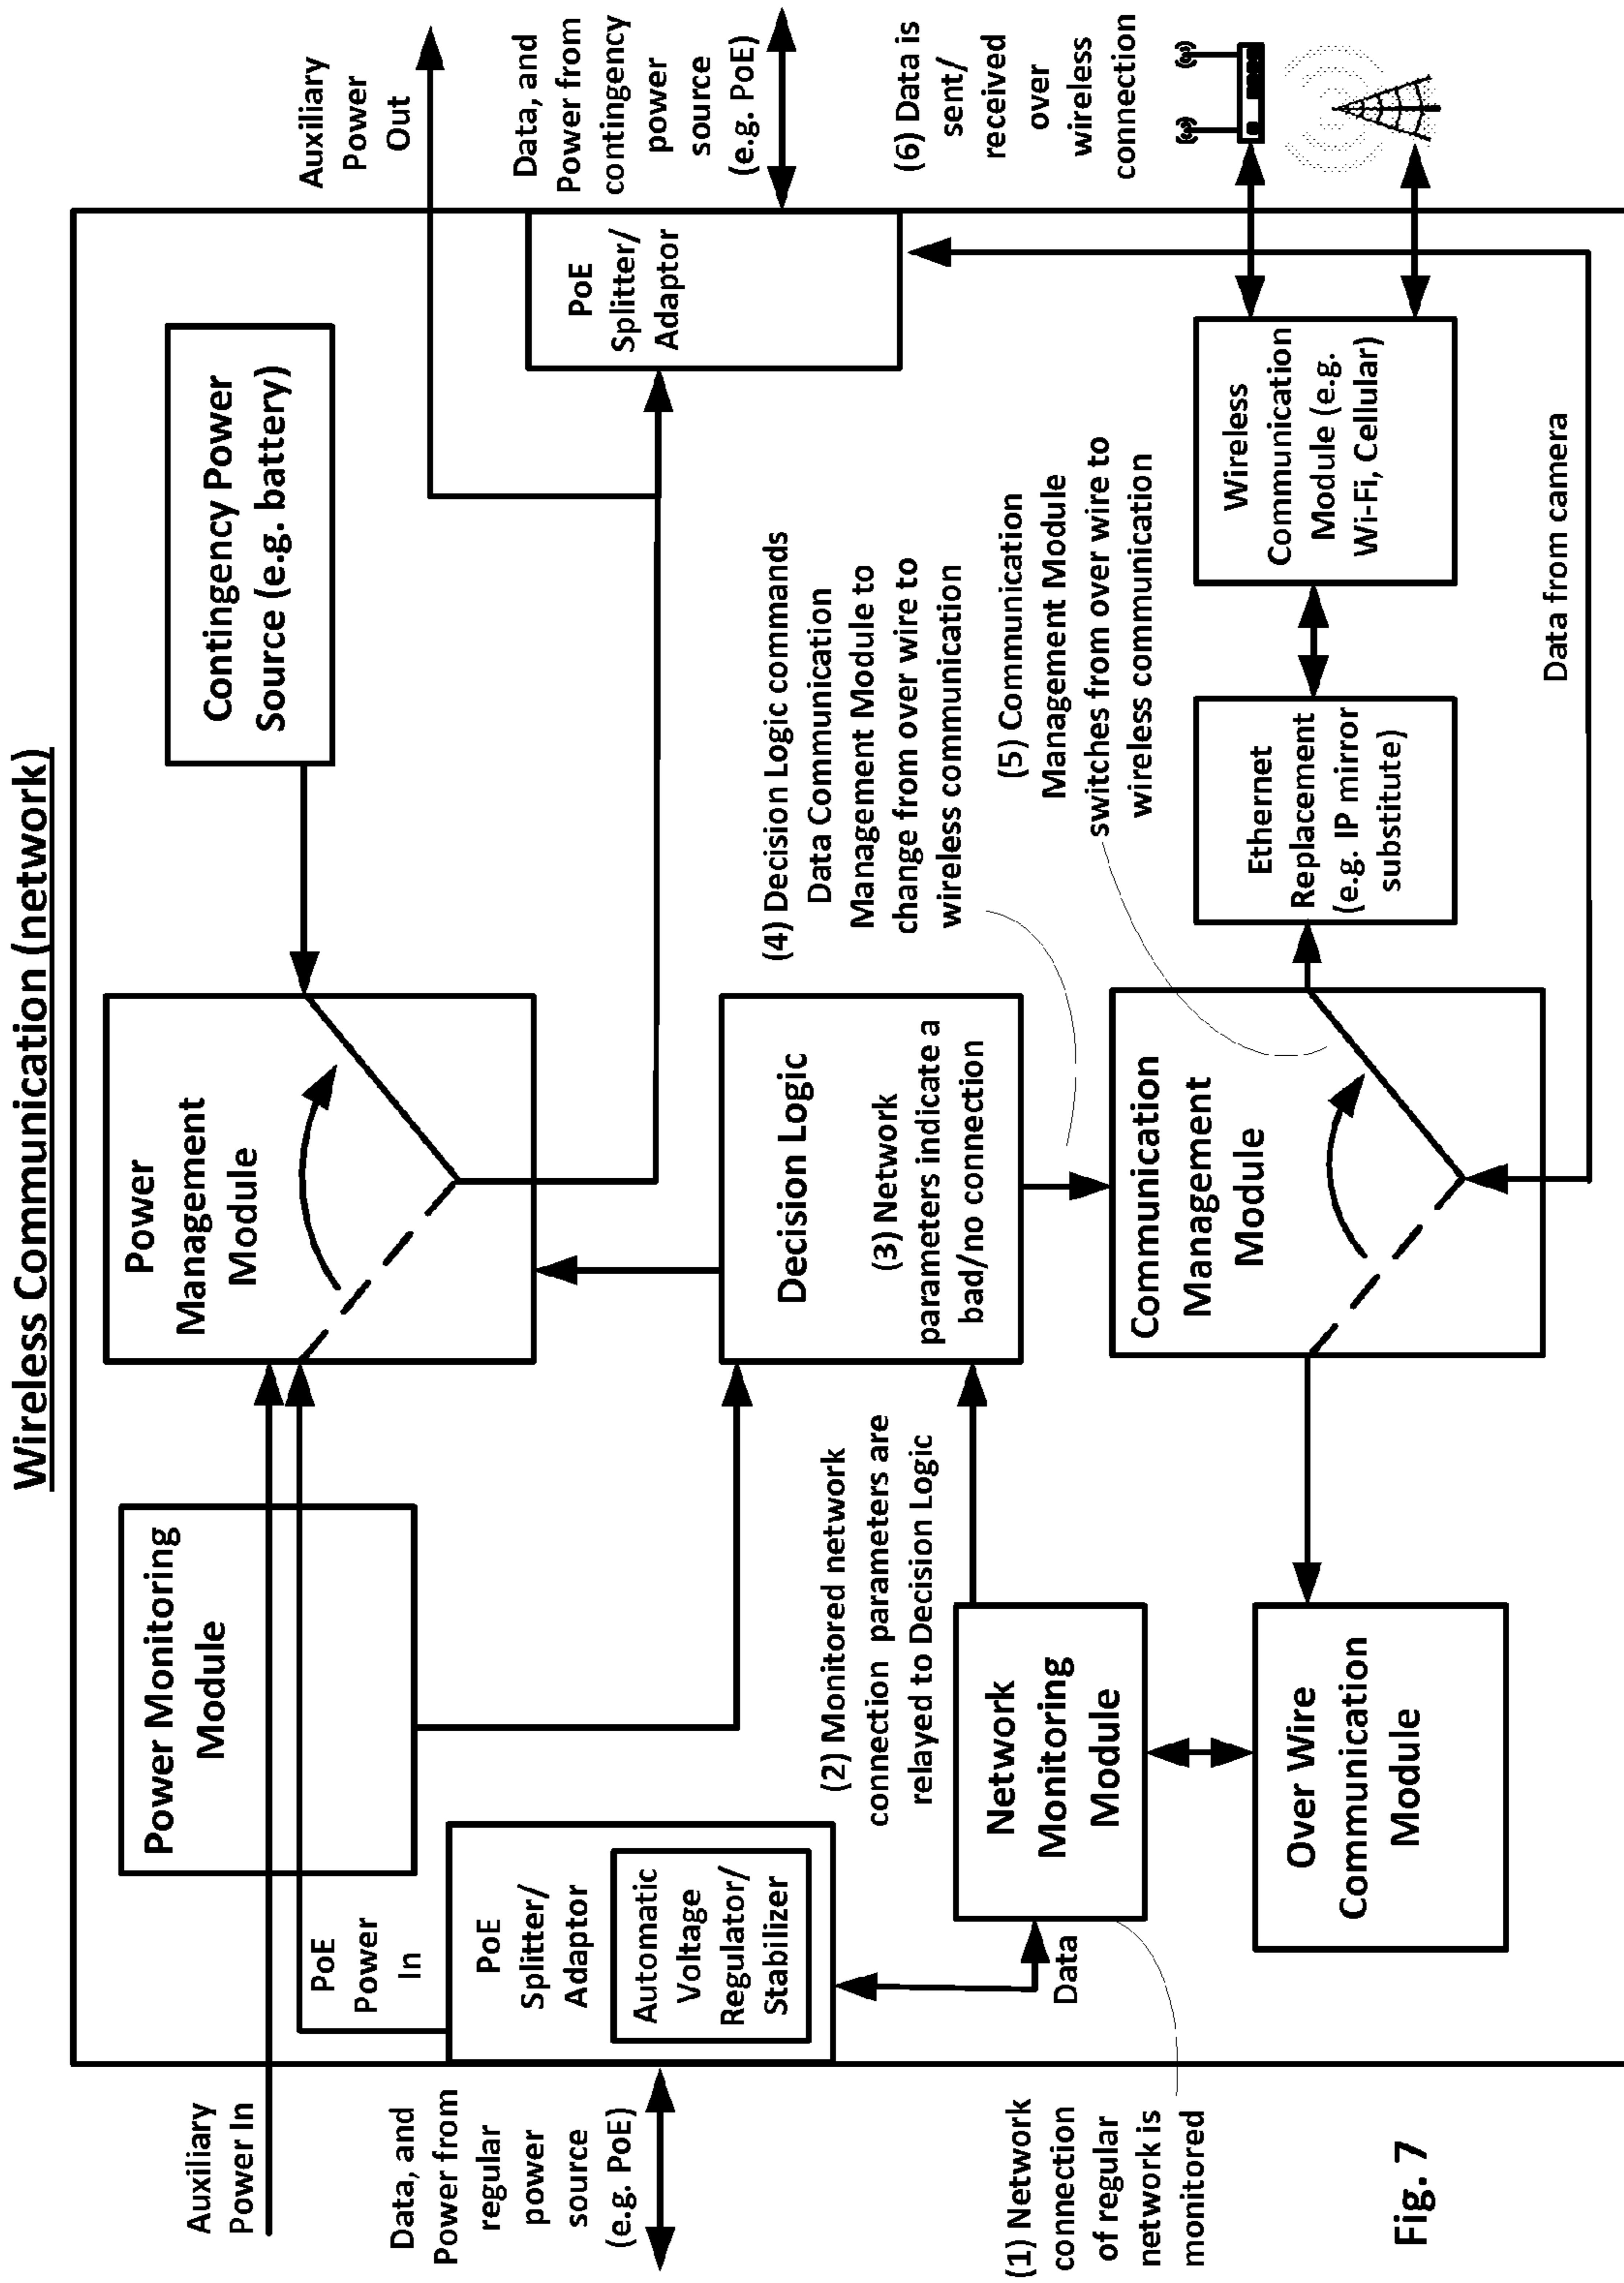 Wireless Communication (network)
Auxiliary
Power In
Power Monitoring
Module
Power
Management
Module
Contingency Power
Source (e.g. battery)
Auxiliary
Power
Out
Data, and
Power from
regular
power
source
(e.g. PoE)
PoE
Power
In
PoE
Splitter/
Adaptor
Automatic
Voltage
Regulator/
Stabilizer
PoE
Splitter/
Adaptor
Data, and
Power from
contingency
power
source
(e.g. PoE)
(2) Monitored network
connection parameters are
relayed to Decision Logic
Decision Logic
(3) Network
parameters indicate a
bad/no connection
(4) Decision Logic commands
Data Communication
Management Module to
change from over wire to
wireless communication
(1) Network
connection
of regular
network is
monitored
Data
Network
Monitoring
Module
(5) Communication
Management Module
switches from over wire to
wireless communication
(6) Data is
sent/
received
over
wireless
connection
Over Wire
Communication
Module
Communication
Management
Module
Ethernet
Replacement
(e.g. IP mirror
substitute)
Wireless
Communication
Module (e.g.
Wi-Fi, Cellular)
Data from camera
Fig. 7